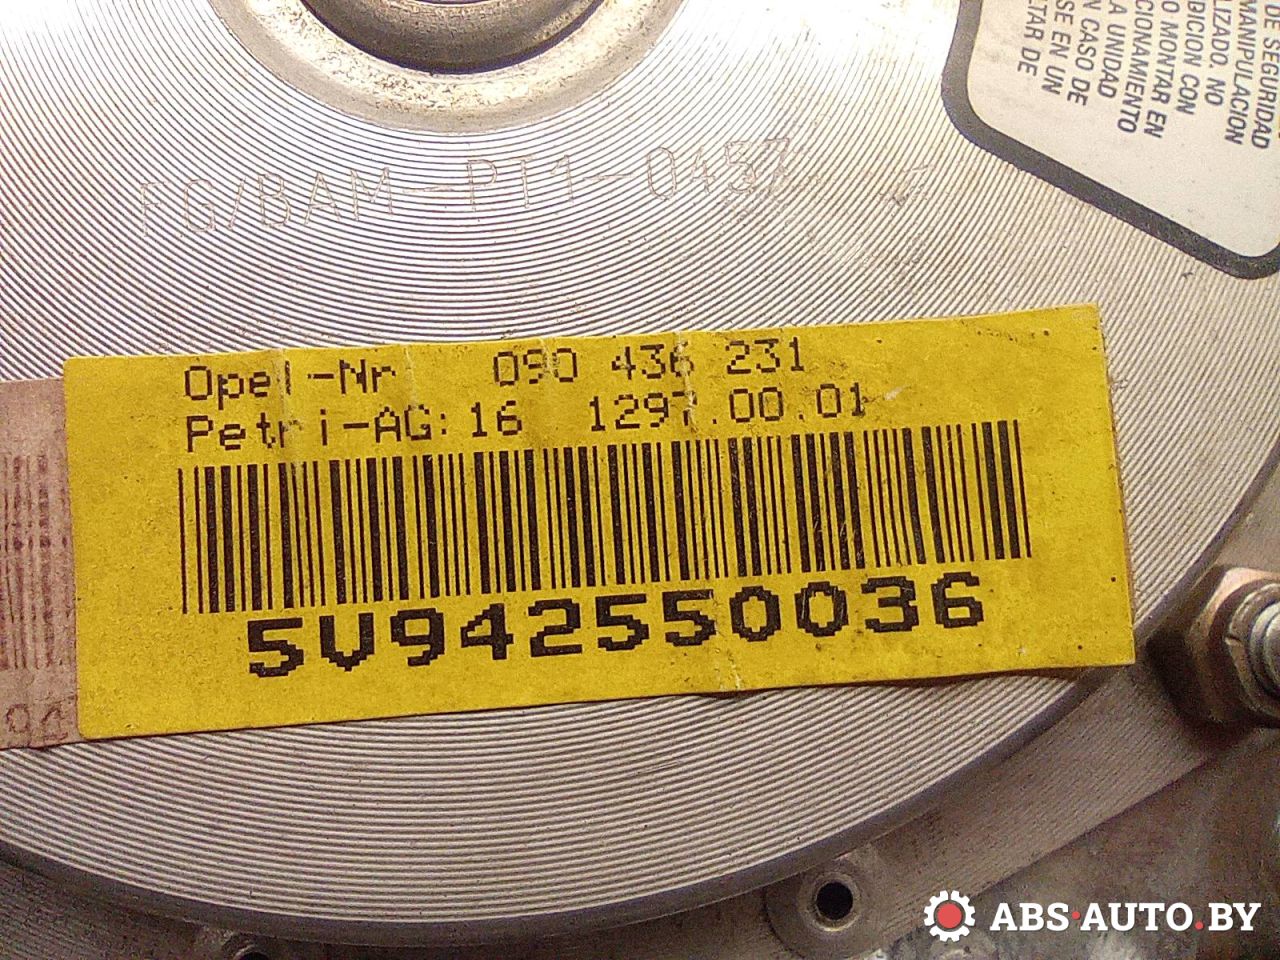 DE SEGURIDAD
LIZADO. NO
MANIPULACION
BICION CON
O MONTAR EN
CIONAMIENTO
A UNIDAD
N CASO DE
SE EN UN
TAR DE
FG/BAM-PT1-0457
Opel-Nr 090 436 231
Petri-AG: 16 1297.00.01
5V942550036
ABS·AUTO.BY